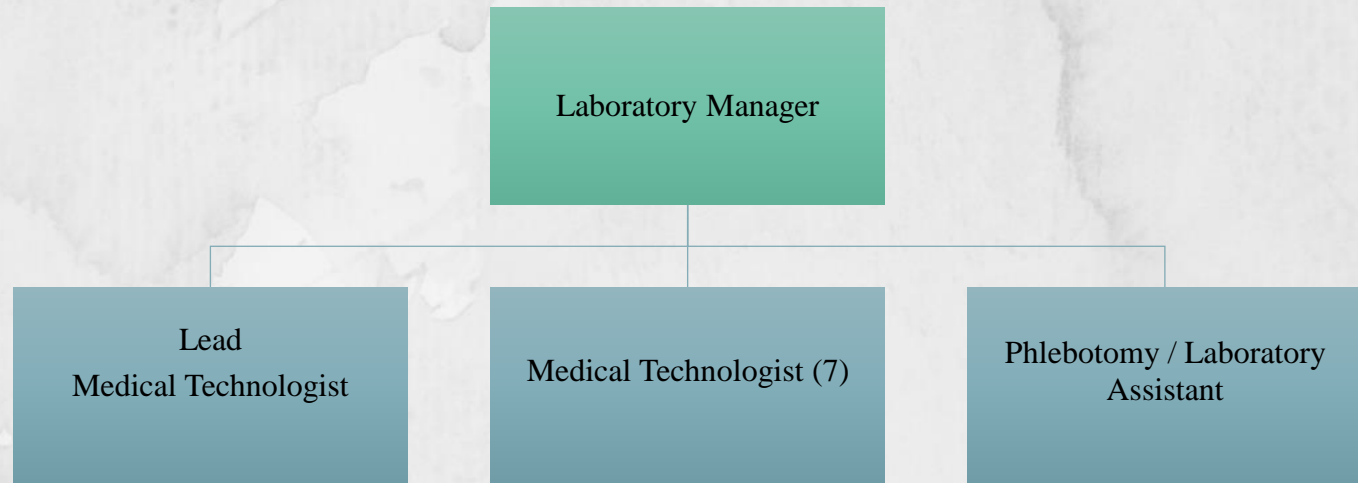 Laboratory Manager
Lead
Medical Technologist
Medical Technologist (7)
Phlebotomy / Laboratory
Assistant